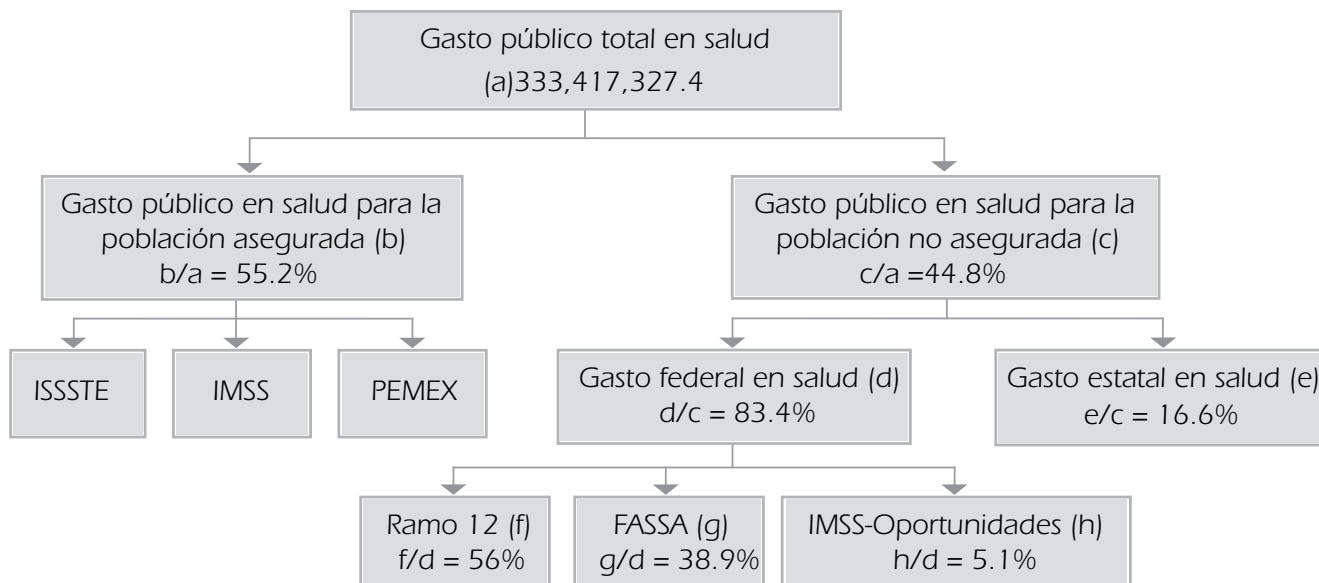 Gasto público total en salud
(a)333,417,327.4
Gasto público en salud para la
población asegurada (b)
b/a = 55.2%
Gasto público en salud para la
población no asegurada (c)
c/a =44.8%
ISSSTE
IMSS
PEMEX
Gasto federal en salud (d)
d/c = 83.4%
Gasto estatal en salud (e)
e/c = 16.6%
Ramo 12 (f)
f/d = 56%
FASSA (g)
g/d = 38.9%
IMSS-Oportunidades (h)
h/d = 5.1%